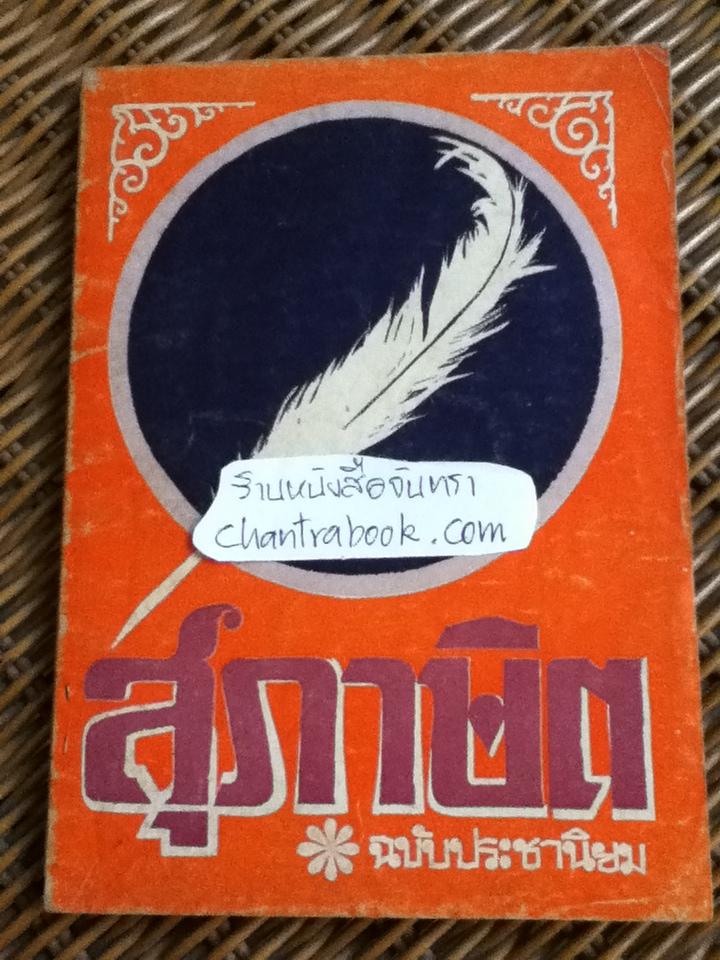 ร้านหนังสือจันทรา
chantrabook.com
สุภาษิต
ฉบับประชานิยม